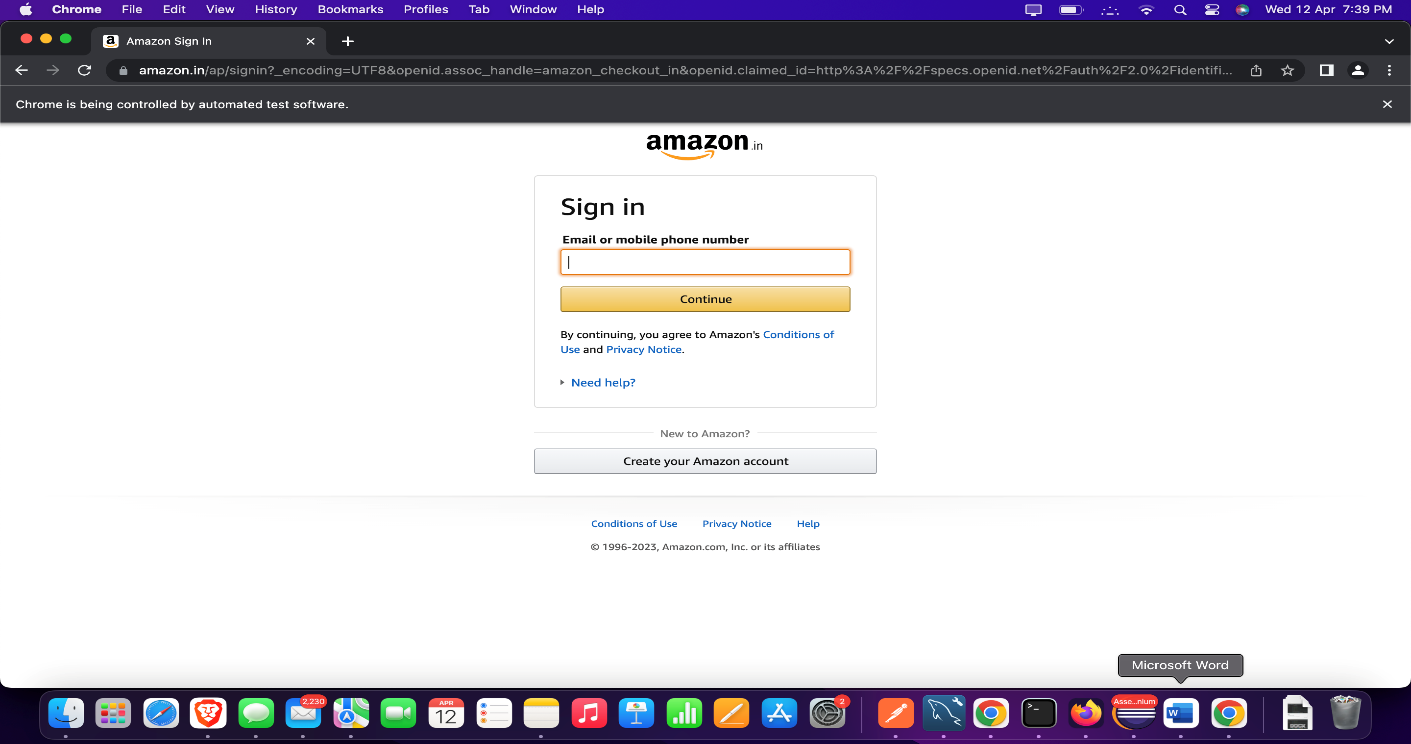 Chrome File Edit View History Bookmarks Profiles Tab Window Help Wed 12 Apr 7:39 PM
a Amazon Sign In
amazon.in/ap/signin?_encoding=UTF8&openid.assoc_handle=amazon_checkout_in&openid.claimed_id=http%3A%2F%2Fspecs.openid.net%2Fauth%2F2.0%2Fidentifi...
Chrome is being controlled by automated test software.
amazon.in
Sign in
Email or mobile phone number
Continue
By continuing, you agree to Amazon's Conditions of
Use and Privacy Notice.
Need help?
New to Amazon?
Create your Amazon account
Conditions of Use Privacy Notice Help
© 1996-2023, Amazon.com, Inc. or its affiliates
Microsoft Word
2,230
APR
12
2
Asse...nium
W
DOCX